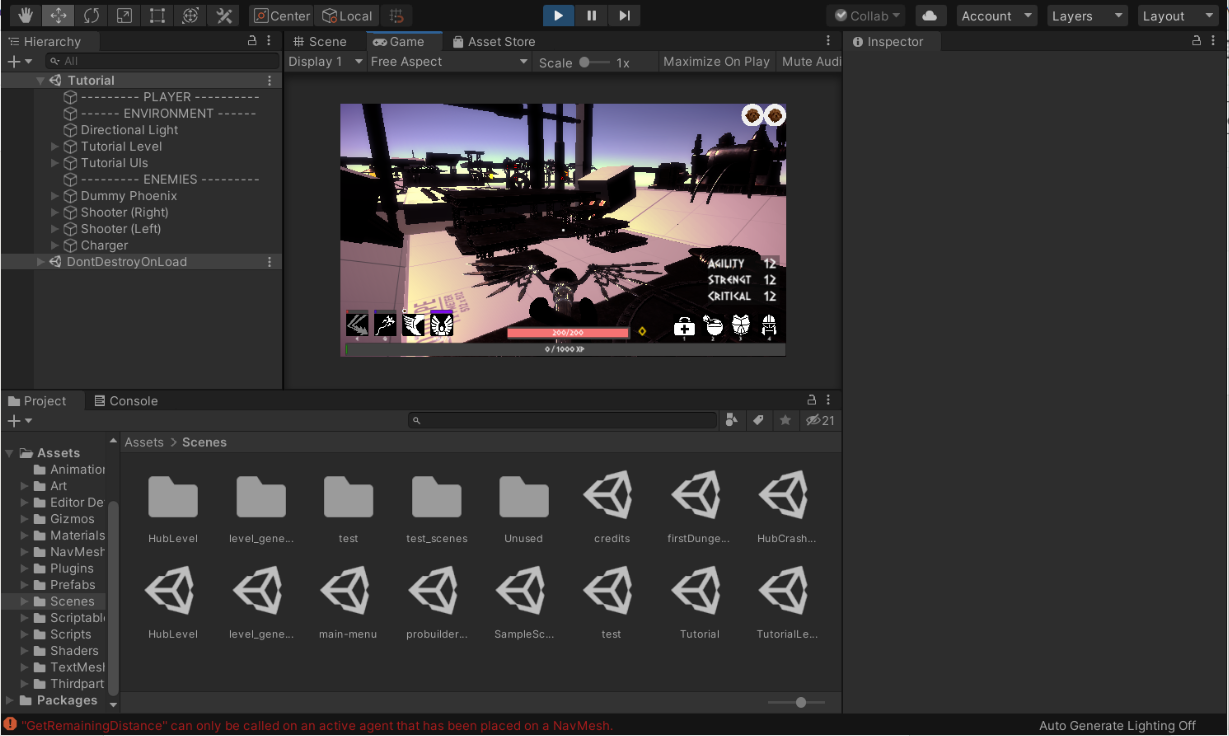 Center Local Collab Account Layers Layout
Hierarchy
All
Tutorial
--------- PLAYER ----------
------ ENVIRONMENT ------
Directional Light
Tutorial Level
Tutorial UIs
--------- ENEMIES ---------
Dummy Phoenix
Shooter (Right)
Shooter (Left)
Charger
DontDestroyOnLoad
Scene Game Asset Store
Display 1 Free Aspect Scale 1x Maximize On Play Mute Audi
AGILITY 12
STRENGT 12
CRITICAL 12
200/200
1 2 3 4
0 / 1000 XP
Inspector
Project Console
21
Assets
Animation
Art
Editor De
Gizmos
Materials
NavMesh
Plugins
Prefabs
Scenes
Scriptabl
Scripts
Shaders
TextMesh
Thirdpart
Packages
Assets > Scenes
HubLevel level_gene... test test_scenes Unused credits firstDunge... HubCrash...
HubLevel level_gene... main-menu probuilder... SampleSc... test Tutorial TutorialLe...
"GetRemainingDistance" can only be called on an active agent that has been placed on a NavMesh.
Auto Generate Lighting Off